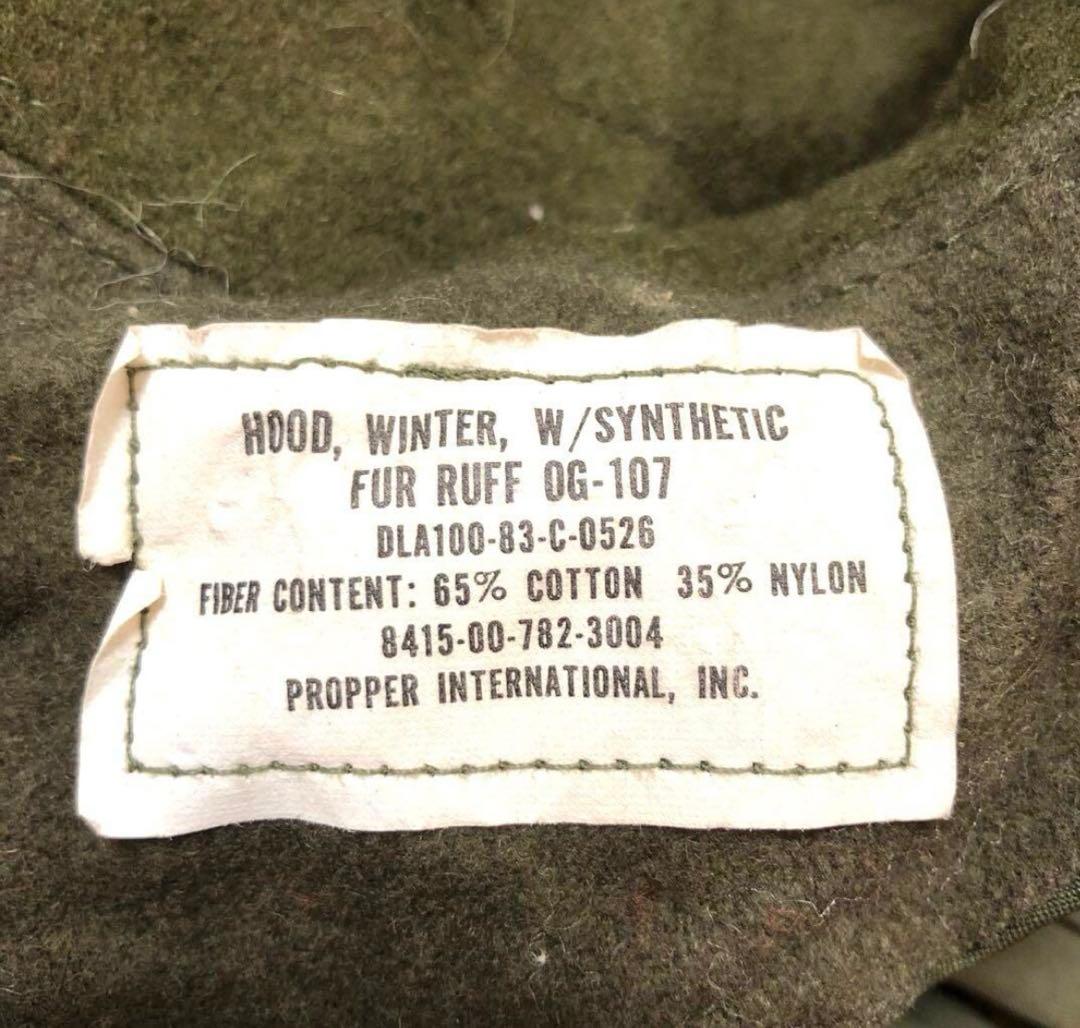 HOOD, WINTER, W/SYNTHETIC
FUR RUFF OG-107
DLA100-83-C-0526
FIBER CONTENT: 65% COTTON 35% NYLON
8415-00-782-3004
PROPPER INTERNATIONAL, INC.